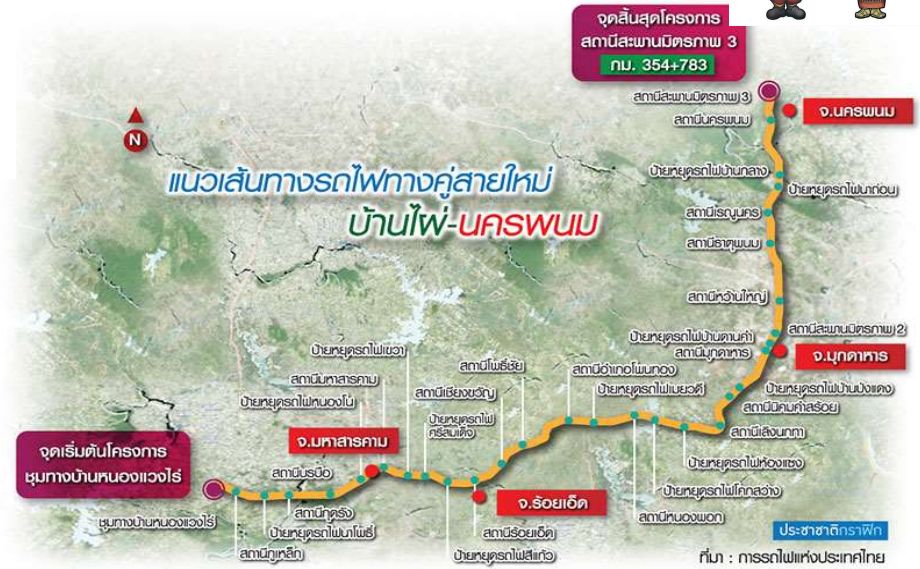 จุดสิ้นสุดโครงการ
สถานีสะพานมิตรภาพ 3
กม. 354+783
สถานีสะพานมิตรภาพ 3
จ.นครพนม
สถานีนครพนม
N
ป้ายหยุดรถไฟบ้านกลาง
แนวเส้นทางรถไฟทางคู่สายใหม่
ป้ายหยุดรถไฟนาถ่อน
บ้านไผ่-นครพนม
สถานีเรณูนคร
สถานีธาตุพนม
สถานีหว้านใหญ่
สถานีสะพานมิตรภาพ 2
ป้ายหยุดรถไฟบ้านดานคำ
สถานีมุกดาหาร
จ.มุกดาหาร
ป้ายหยุดรถไฟเขวา
สถานีโพธิ์ชัย
สถานีอำเภอโพนทอง
สถานีมหาสารคาม
สถานีเชียงขวัญ
ป้ายหยุดรถไฟเมยวดี
ป้ายหยุดรถไฟบ้านบังแดง
ป้ายหยุดรถไฟหนองโน
สถานีนิคมคำสร้อย
ป้ายหยุดรถไฟ
ศรีสมเด็จ
สถานีเลิงนกทา
จ.มหาสารคาม
จุดเริ่มต้นโครงการ
ชุมทางบ้านหนองแวงไร่
สถานีบรบือ
ป้ายหยุดรถไฟห้องแซง
ป้ายหยุดรถไฟโคกสว่าง
จ.ร้อยเอ็ด
สถานีกุดรัง
สถานีหนองพอก
ชุมทางบ้านหนองแวงไร่
ป้ายหยุดรถไฟนาโพธิ์
สถานีร้อยเอ็ด
ประชาชาติกราฟิก
สถานีภูเหล็ก
ป้ายหยุดรถไฟสีแก้ว
ที่มา : การรถไฟแห่งประเทศไทย